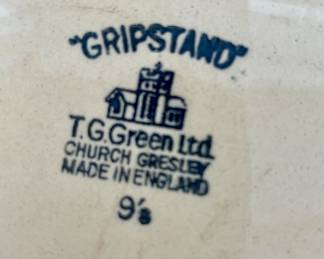 "GRIPSTAND"
T.G.Green Ltd.
CHURCH GRESLEY
MADE IN ENGLAND
9's